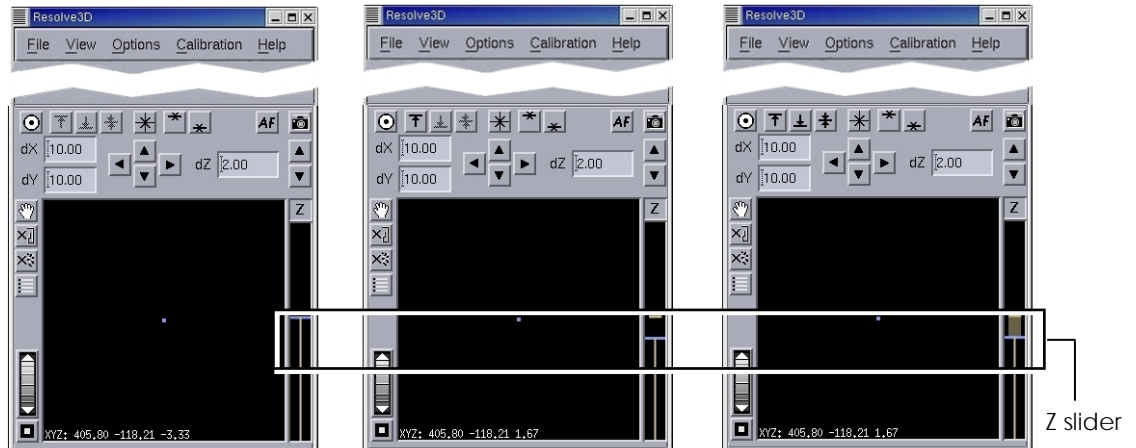 Resolve3D
File View Options Calibration Help
AF
dX 10.00
dZ 2.00
dY 10.00
Z
XYZ: 405.80 -118.21 -3.33
Resolve3D
File View Options Calibration Help
AF
dX 10.00
dZ 2.00
dY 10.00
Z
XYZ: 405.80 -118.21 1.67
Resolve3D
File View Options Calibration Help
AF
dX 10.00
dZ 2.00
dY 10.00
Z
XYZ: 405.80 -118.21 1.67
Z slider